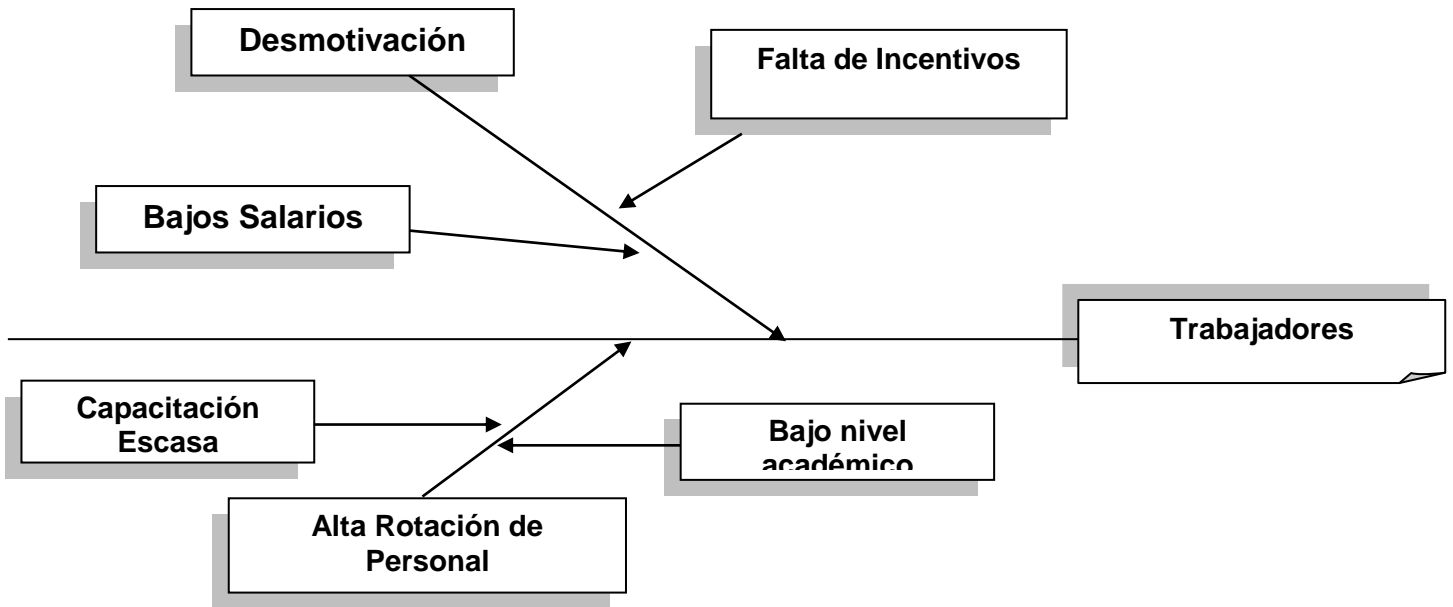 Desmotivación
Falta de Incentivos
Bajos Salarios
Trabajadores
Capacitación
Escasa
Bajo nivel
académico
Alta Rotación de
Personal